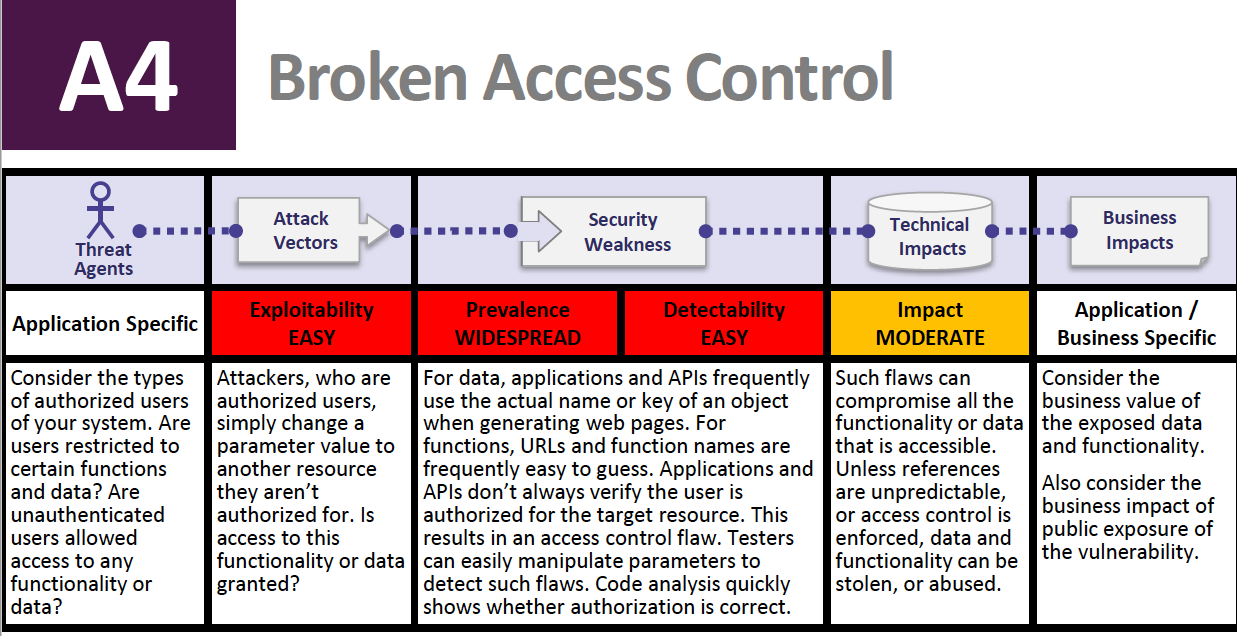 A4
Broken Access Control
Threat
Agents
Attack
Vectors
Security
Weakness
Technical
Impacts
Business
Impacts
Application Specific
Exploitability
EASY
Prevalence
WIDESPREAD
Detectability
EASY
Impact
MODERATE
Application /
Business Specific
Consider the types
of authorized users
of your system. Are
users restricted to
certain functions
and data? Are
unauthenticated
users allowed
access to any
functionality or
data?
Attackers, who are
authorized users,
simply change a
parameter value to
another resource
they aren’t
authorized for. Is
access to this
functionality or data
granted?
For data, applications and APIs frequently
use the actual name or key of an object
when generating web pages. For
functions, URLs and function names are
frequently easy to guess. Applications and
APIs don’t always verify the user is
authorized for the target resource. This
results in an access control flaw. Testers
can easily manipulate parameters to
detect such flaws. Code analysis quickly
shows whether authorization is correct.
Such flaws can
compromise all the
functionality or data
that is accessible.
Unless references
are unpredictable,
or access control is
enforced, data and
functionality can be
stolen, or abused.
Consider the
business value of
the exposed data
and functionality.
Also consider the
business impact of
public exposure of
the vulnerability.